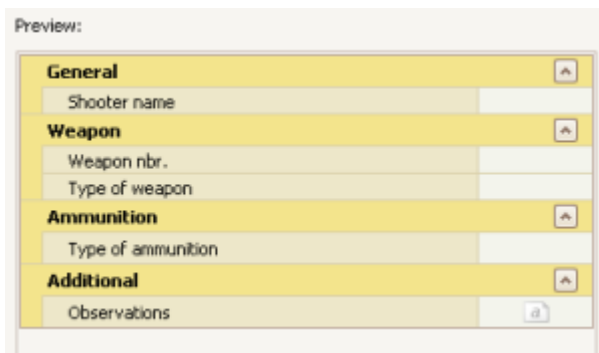 Preview:
General
Shooter name
Weapon
Weapon nbr.
Type of weapon
Ammunition
Type of ammunition
Additional
Observations
a